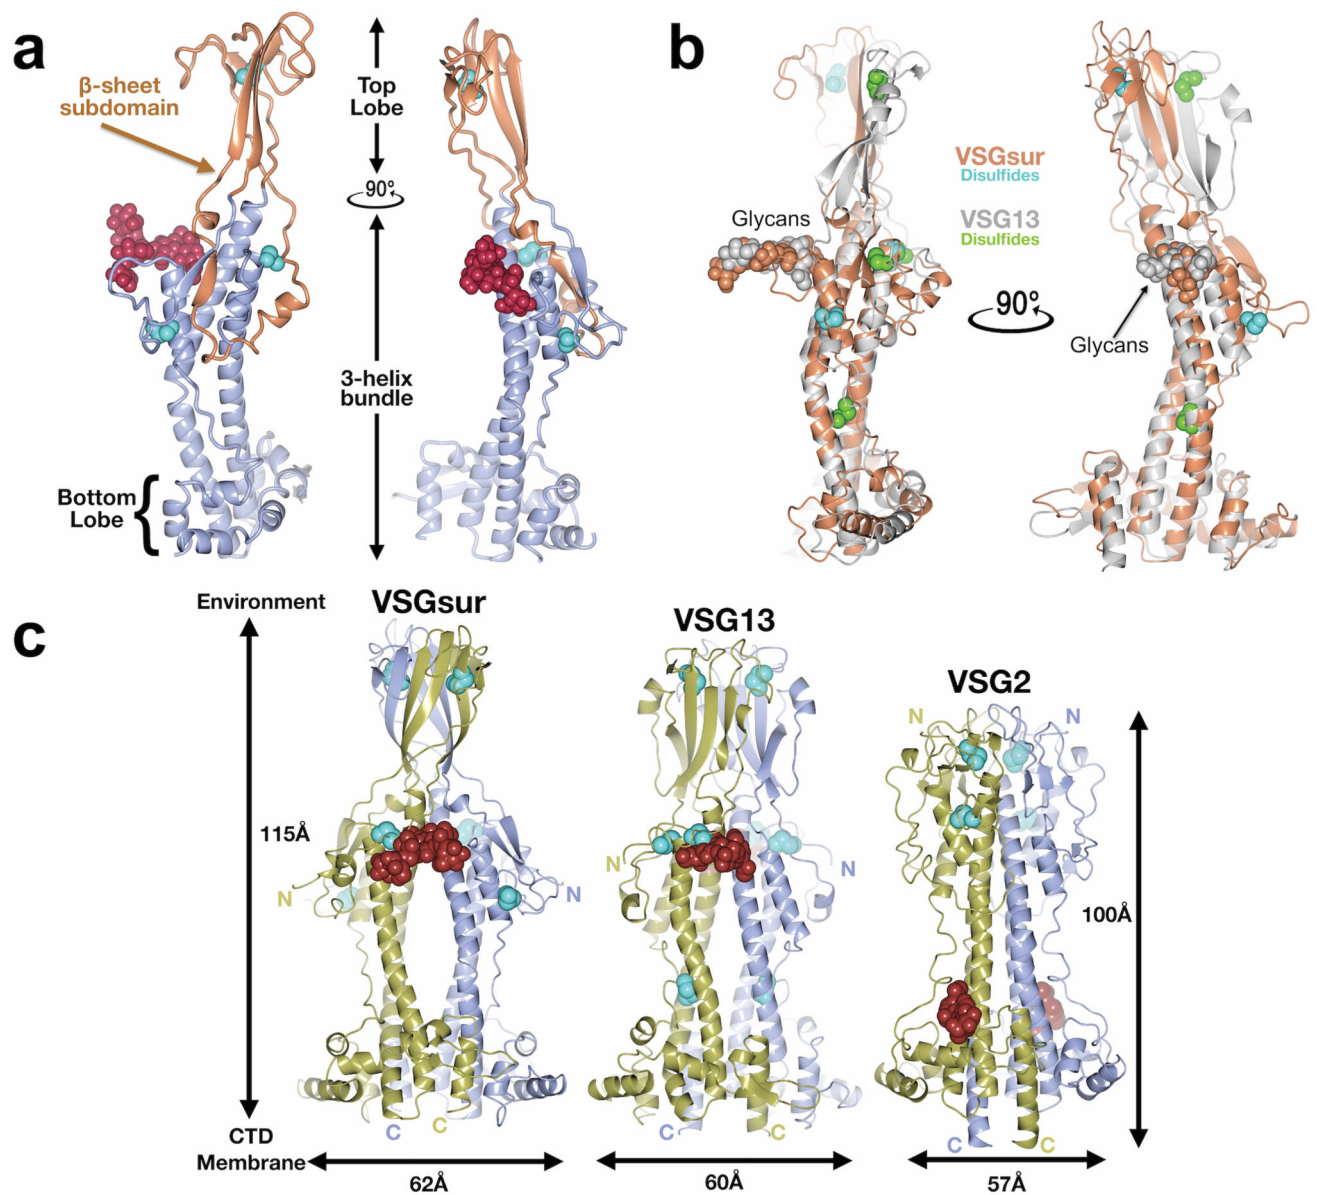 a
β-sheet
subdomain
Top
Lobe
90°
3-helix
bundle
Bottom
Lobe
b
Glycans
VSGsur
Disulfides
VSG13
Disulfides
90°
Glycans
c
Environment
VSGsur
VSG13
VSG2
115Å
N
N
N
N
N
N
100Å
C
C
C
C
C
C
CTD
Membrane
62Å
60Å
57Å